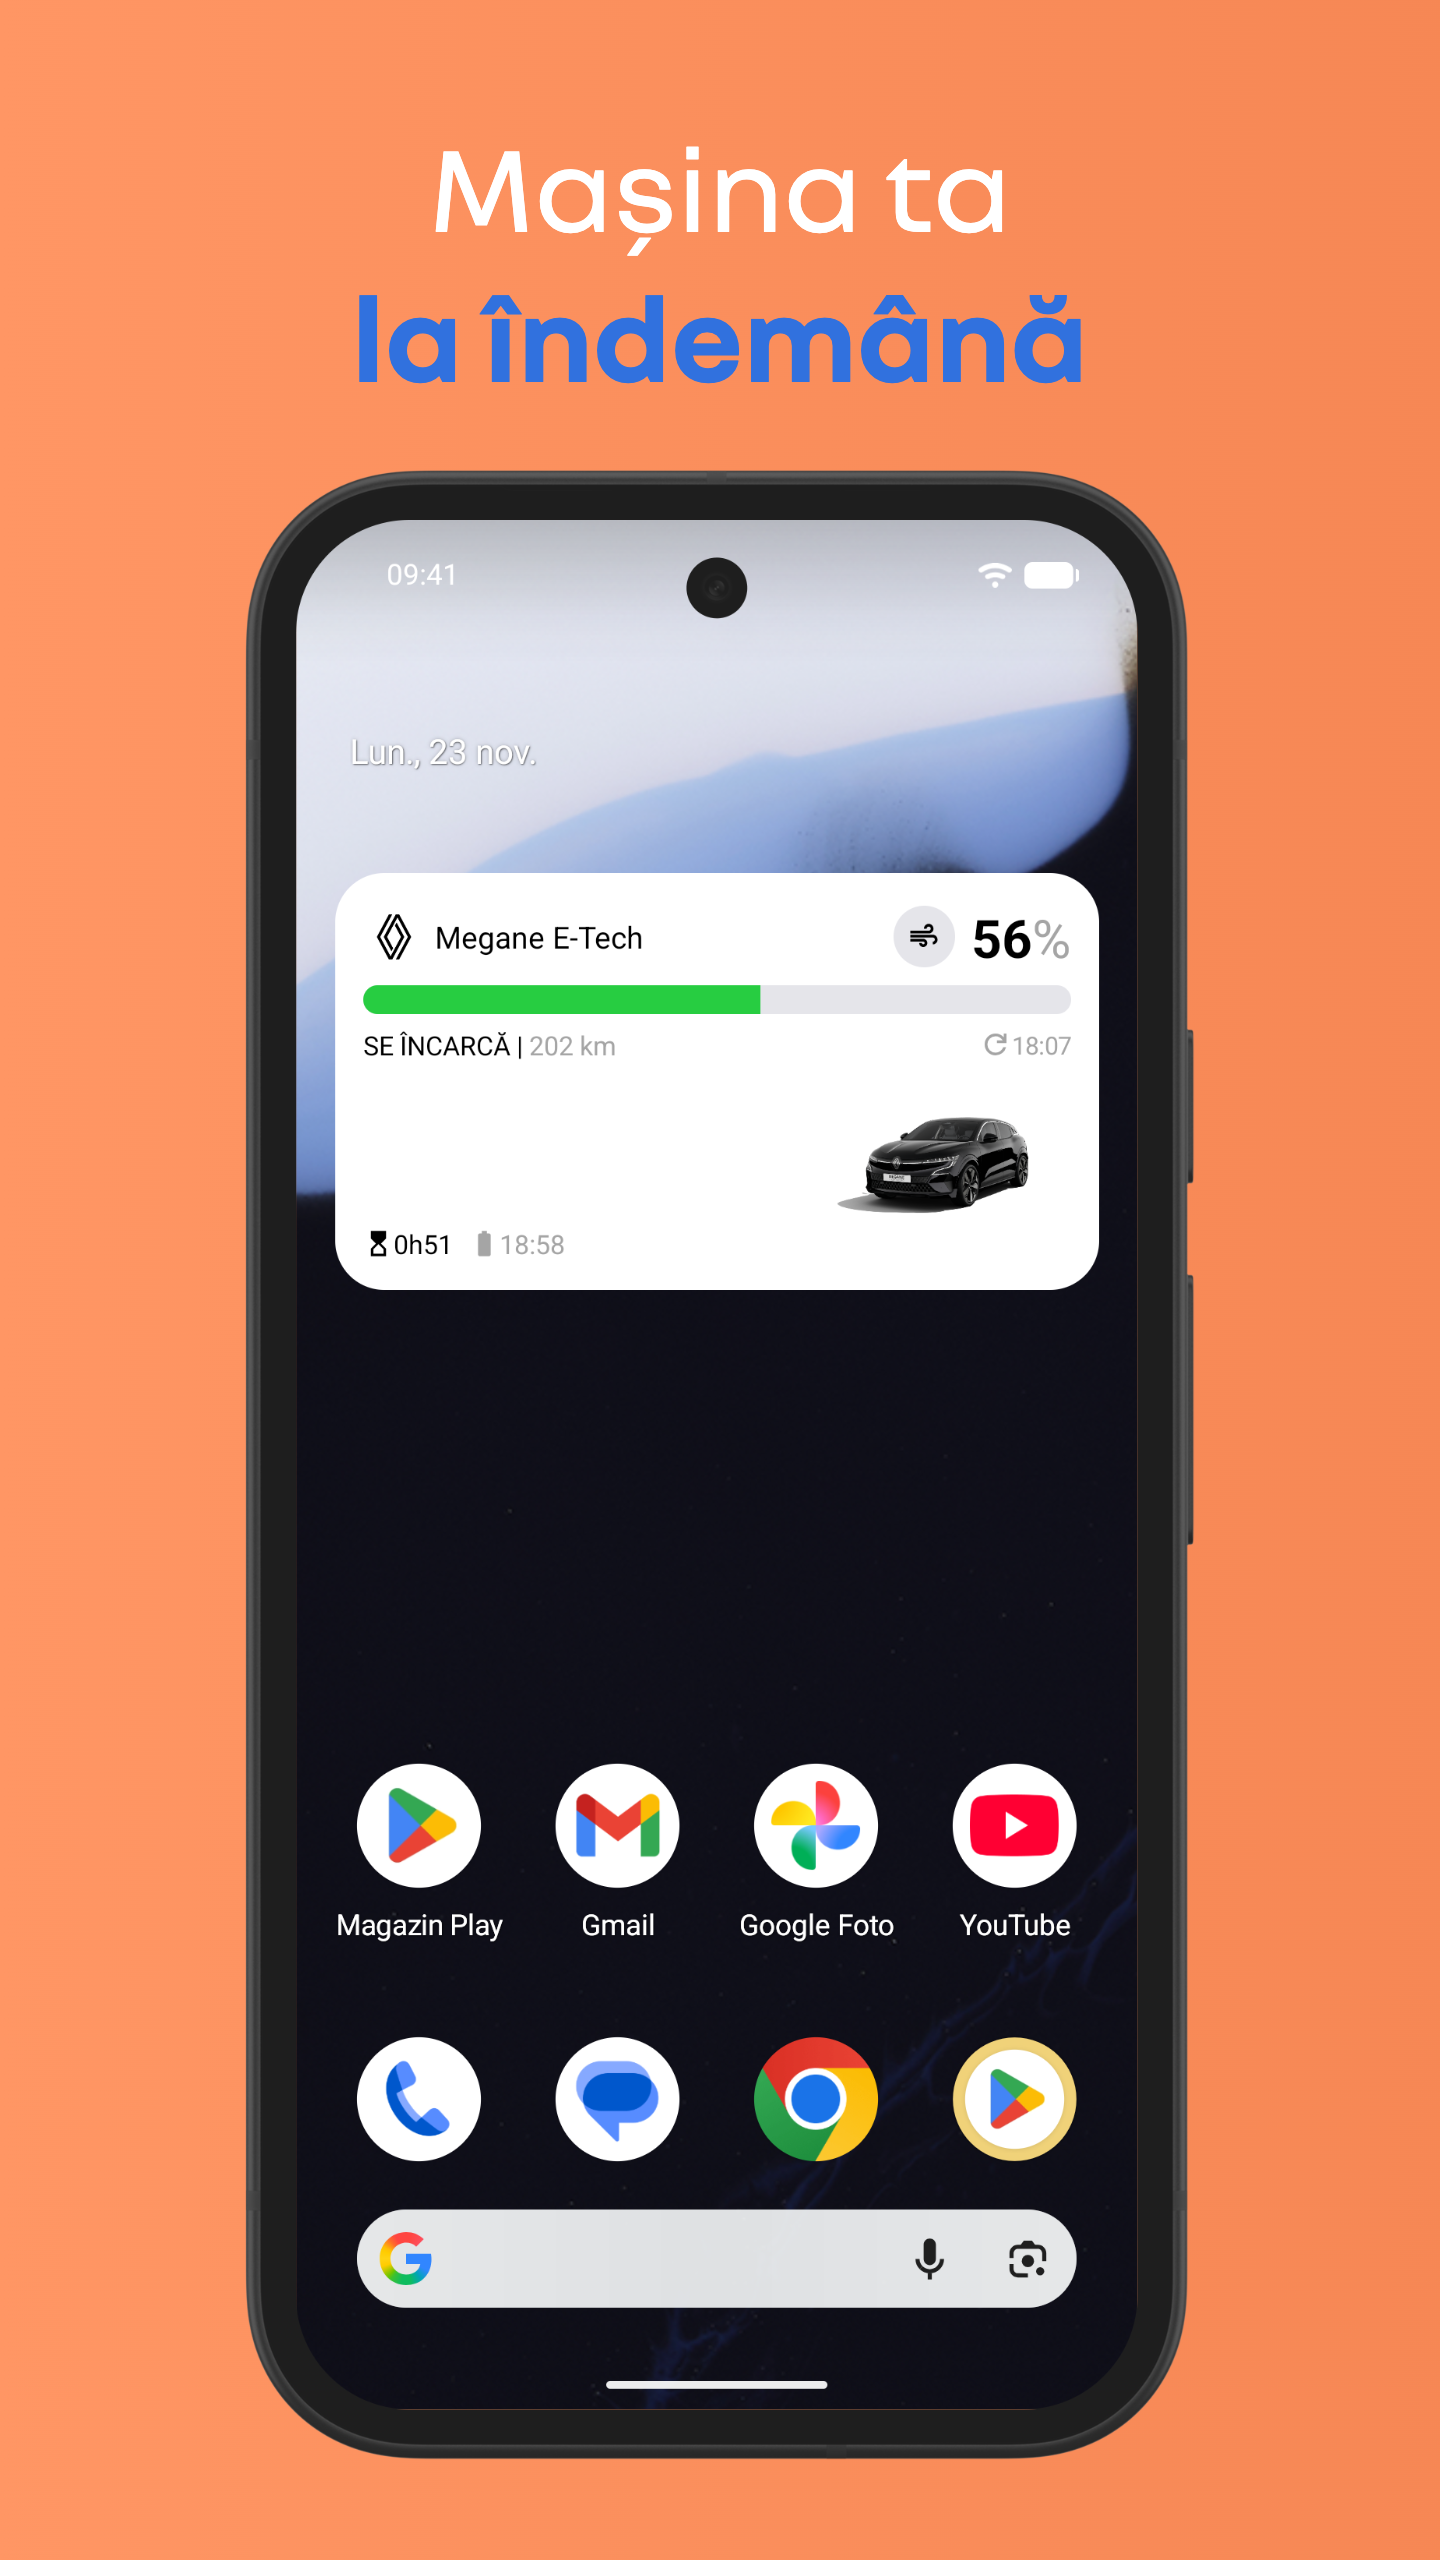 Mașina ta
la îndemână
09:41
Lun., 23 nov.
Megane E-Tech
56%
SE ÎNCARCĂ | 202 km
18:07
0h51 18:58
Magazin Play Gmail Google Foto YouTube